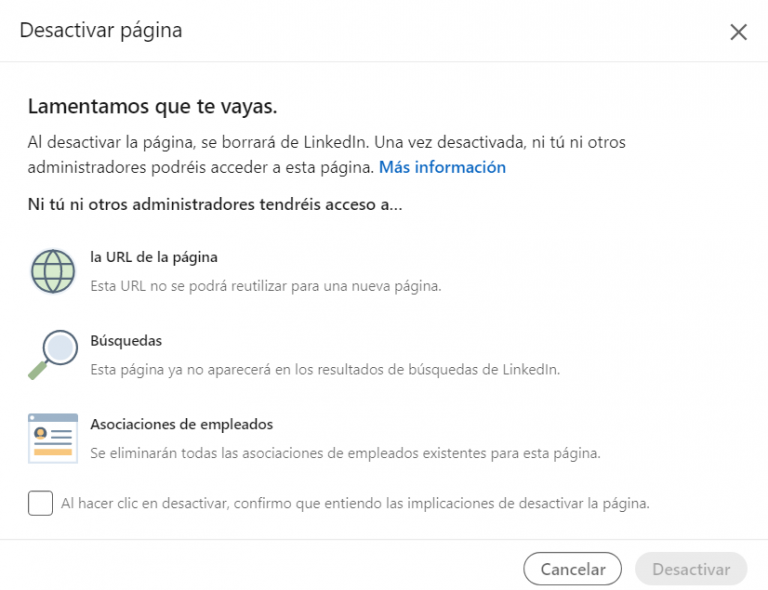 Desactivar página
Lamentamos que te vayas.
Al desactivar la página, se borrará de LinkedIn. Una vez desactivada, ni tú ni otros
administradores podréis acceder a esta página. Más información
Ni tú ni otros administradores tendréis acceso a...
la URL de la página
Esta URL no se podrá reutilizar para una nueva página.
Búsquedas
Esta página ya no aparecerá en los resultados de búsquedas de LinkedIn.
Asociaciones de empleados
Se eliminarán todas las asociaciones de empleados existentes para esta página.
Al hacer clic en desactivar, confirmo que entiendo las implicaciones de desactivar la página.
Cancelar
Desactivar